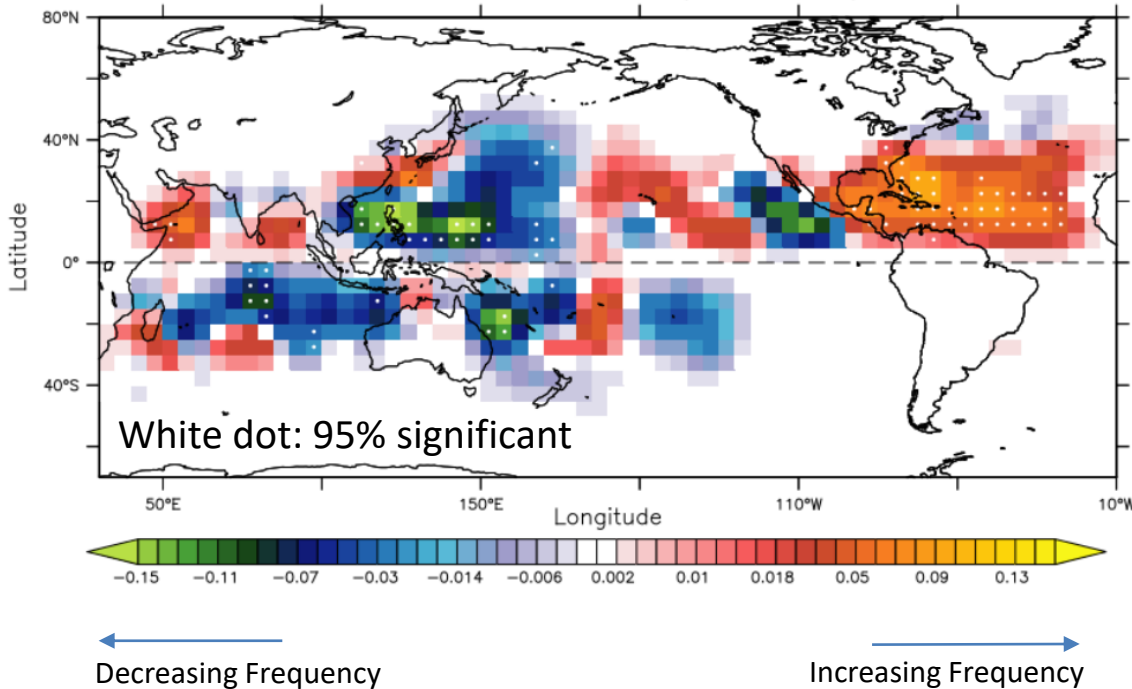 80°N
40°N
0°
40°S
Latitude
White dot: 95% significant
50°E 150°E 110°W 10°W
Longitude
−0.15 −0.11 −0.07 −0.03 −0.014 −0.006 0.002 0.01 0.018 0.05 0.09 0.13
Decreasing Frequency Increasing Frequency